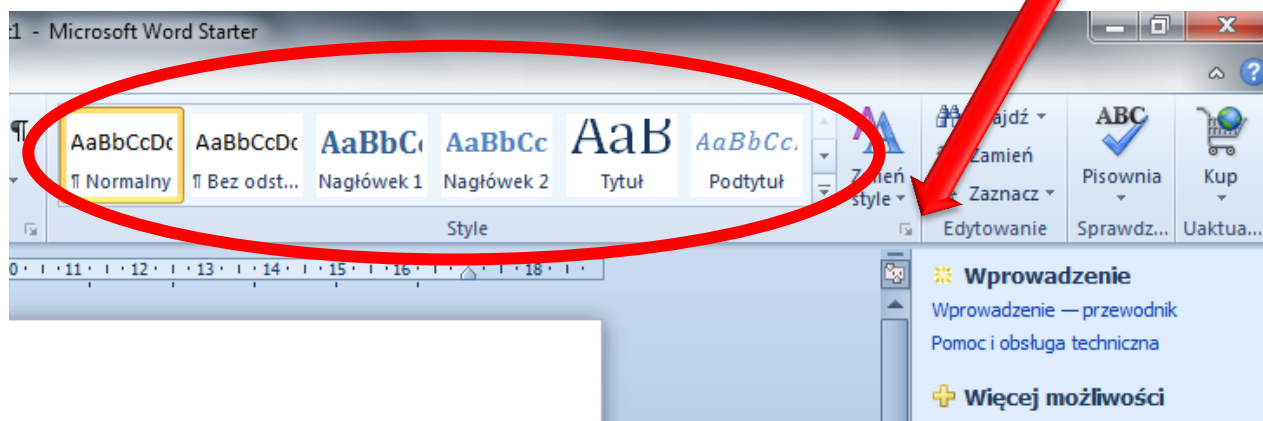 1 - Microsoft Word Starter
¶
AaBbCcDc AaBbCcDc AaBbC AaBbCc AaB AaBbCc.
¶ Normalny ¶ Bez odst... Nagłówek 1 Nagłówek 2 Tytuł Podtytuł
style
Zamień
Zaznacz
ABC
Pisownia
Kup
Style
Edytowanie
Sprawdz...
Uaktua...
0 · 11 · 12 · 13 · 14 · 15 · 16 · 18
Wprowadzenie
Wprowadzenie — przewodnik
Pomoc i obsługa techniczna
Więcej możliwości